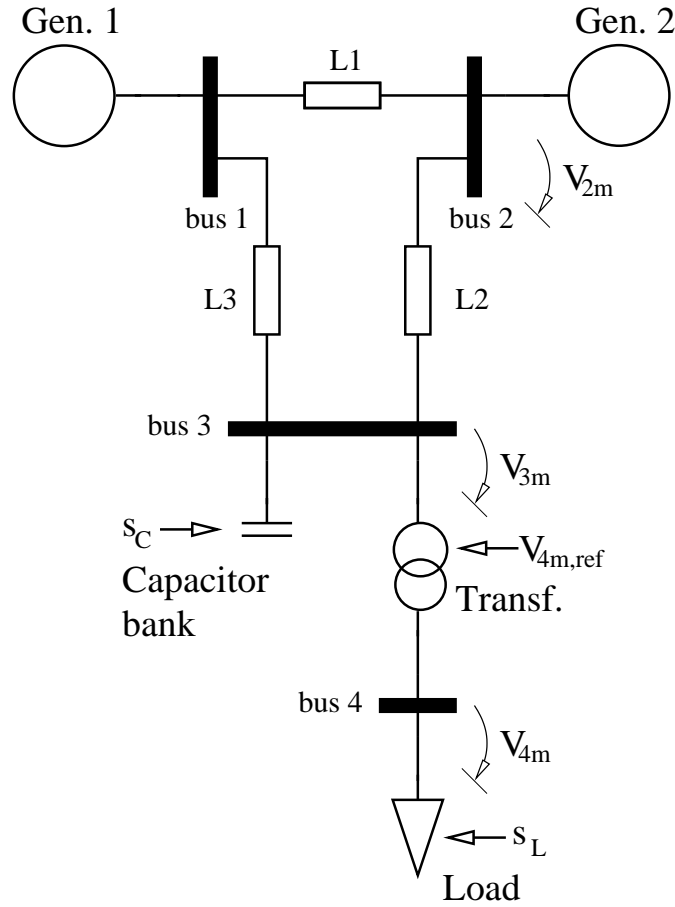 Gen. 1
Gen. 2
L1
V2m
bus 1
bus 2
L3
L2
bus 3
V3m
sC
V4m,ref
Capacitor
bank
Transf.
bus 4
V4m
sL
Load